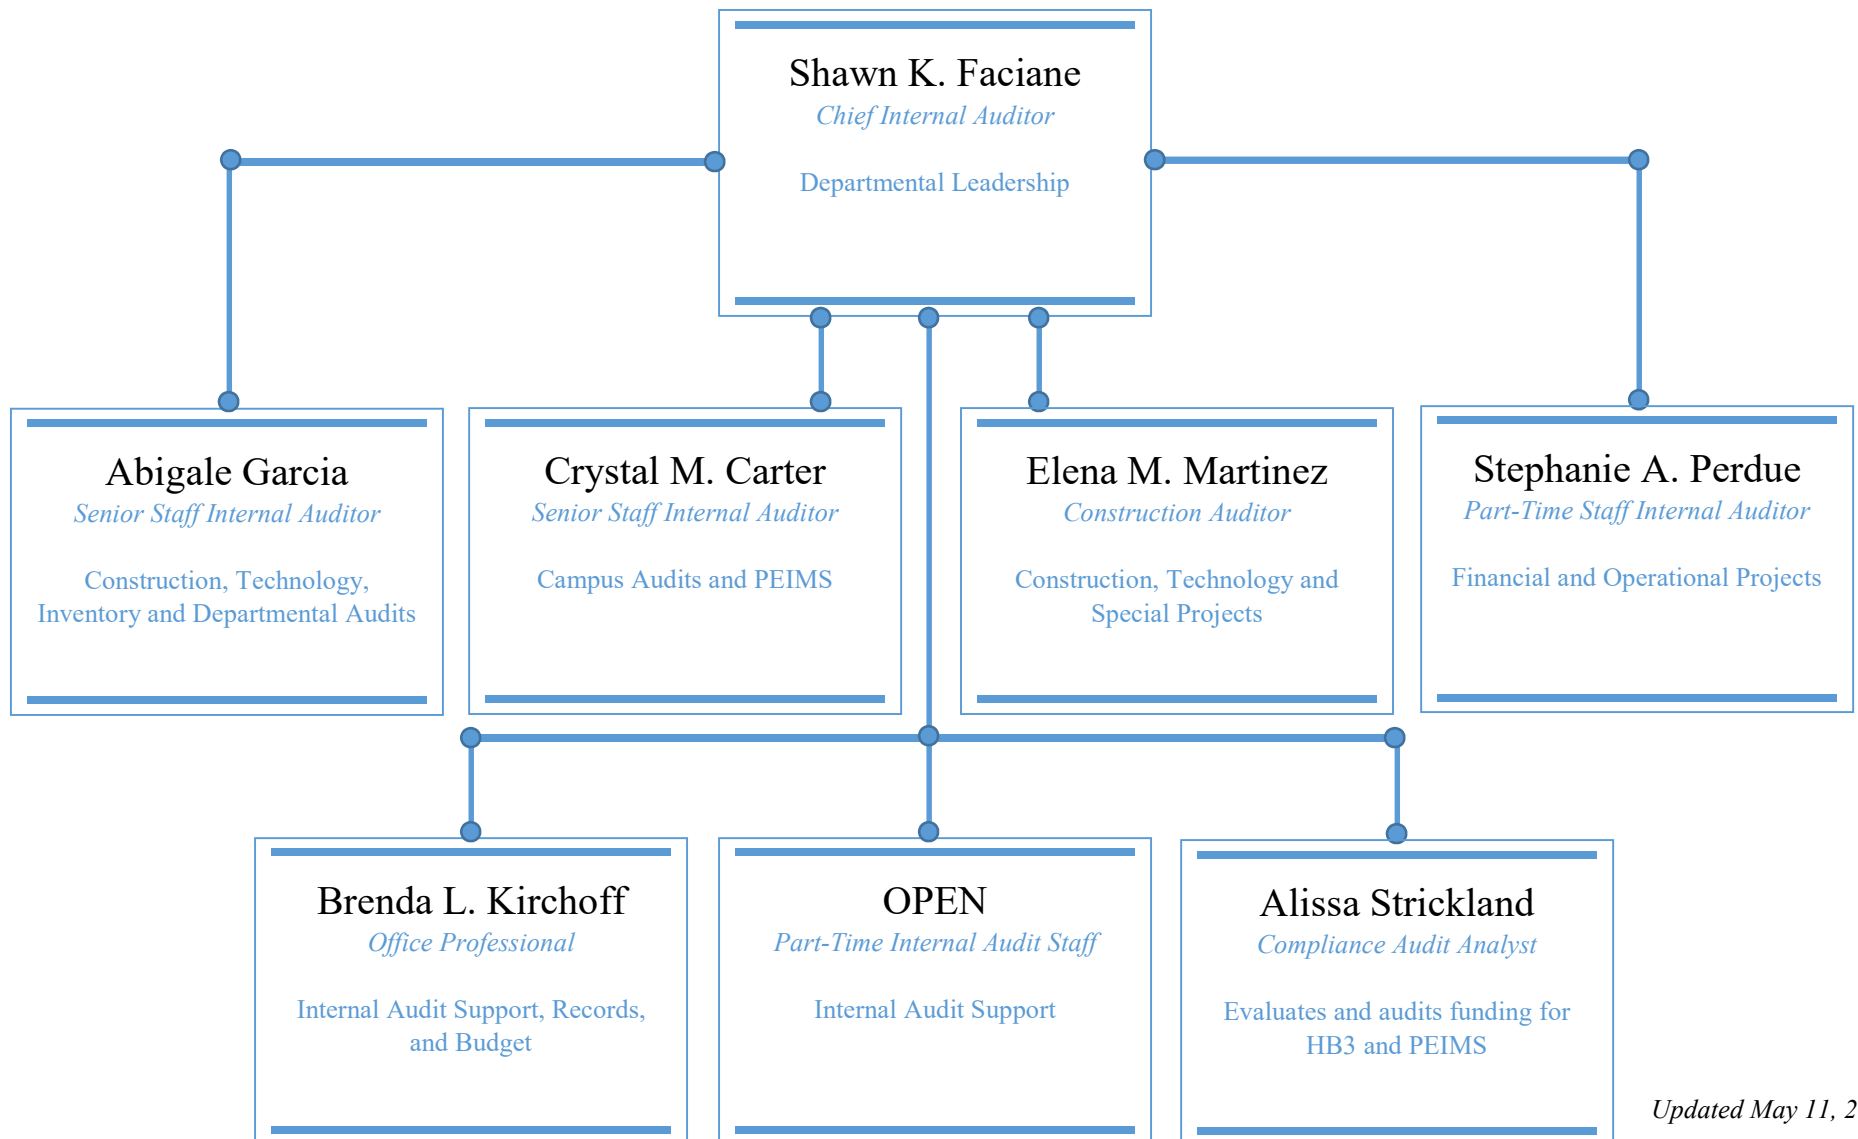 Shawn K. Faciane
Chief Internal Auditor
Departmental Leadership
Abigale Garcia
Senior Staff Internal Auditor
Construction, Technology,
Inventory and Departmental Audits
Crystal M. Carter
Senior Staff Internal Auditor
Campus Audits and PEIMS
Elena M. Martinez
Construction Auditor
Construction, Technology and
Special Projects
Stephanie A. Perdue
Part-Time Staff Internal Auditor
Financial and Operational Projects
Brenda L. Kirchoff
Office Professional
Internal Audit Support, Records,
and Budget
OPEN
Part-Time Internal Audit Staff
Internal Audit Support
Alissa Strickland
Compliance Audit Analyst
Evaluates and audits funding for
HB3 and PEIMS
Updated May 11, 2